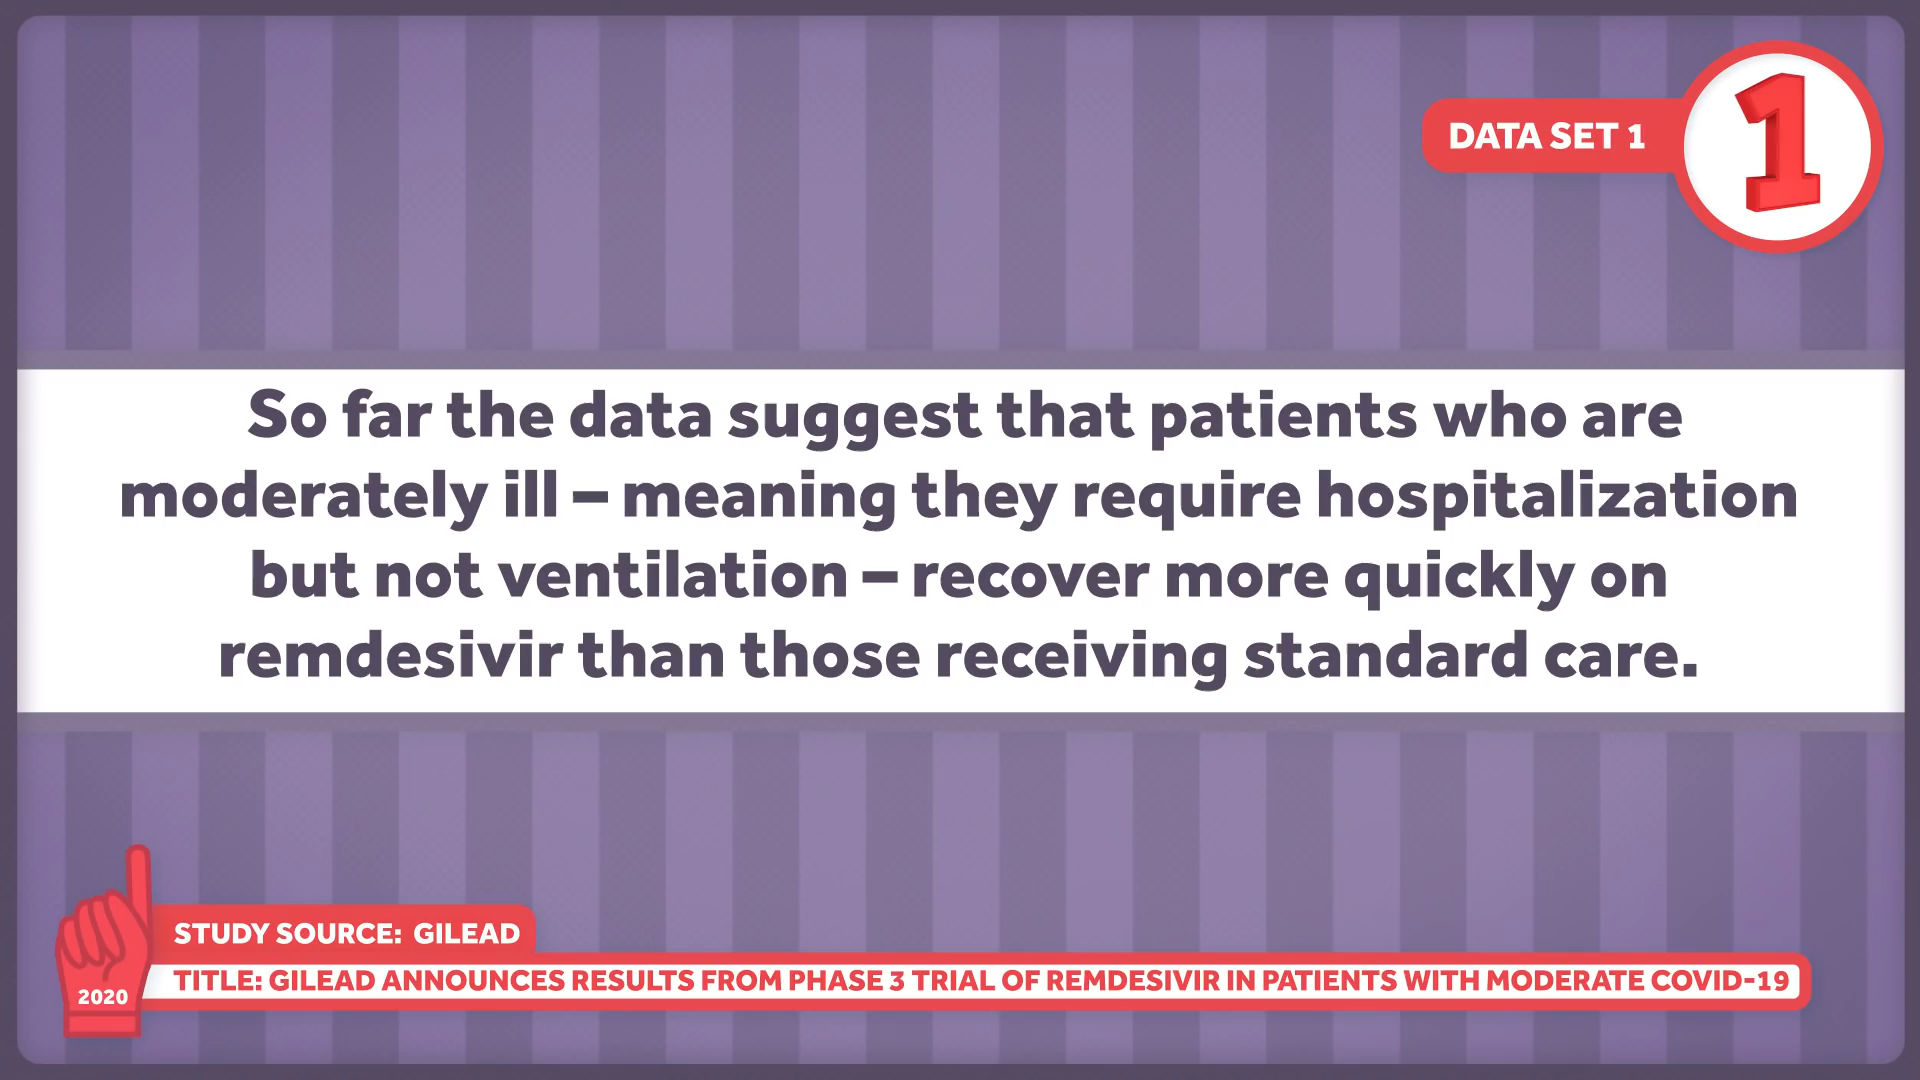 DATA SET 1
1
So far the data suggest that patients who are
moderately ill – meaning they require hospitalization
but not ventilation – recover more quickly on
remdesivir than those receiving standard care.
STUDY SOURCE: GILEAD
TITLE: GILEAD ANNOUNCES RESULTS FROM PHASE 3 TRIAL OF REMDESIVIR IN PATIENTS WITH MODERATE COVID-19
2020